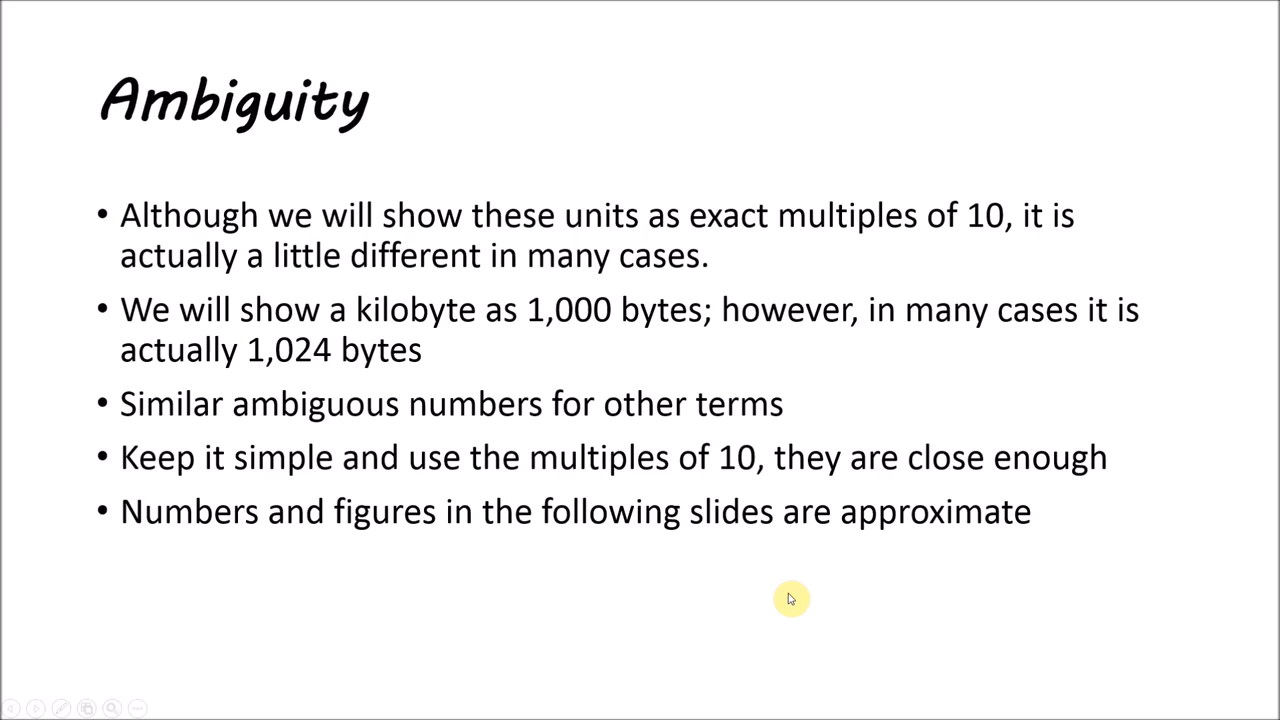 Ambiguity
• Although we will show these units as exact multiples of 10, it is
actually a little different in many cases.
• We will show a kilobyte as 1,000 bytes; however, in many cases it is
actually 1,024 bytes
• Similar ambiguous numbers for other terms
• Keep it simple and use the multiples of 10, they are close enough
• Numbers and figures in the following slides are approximate